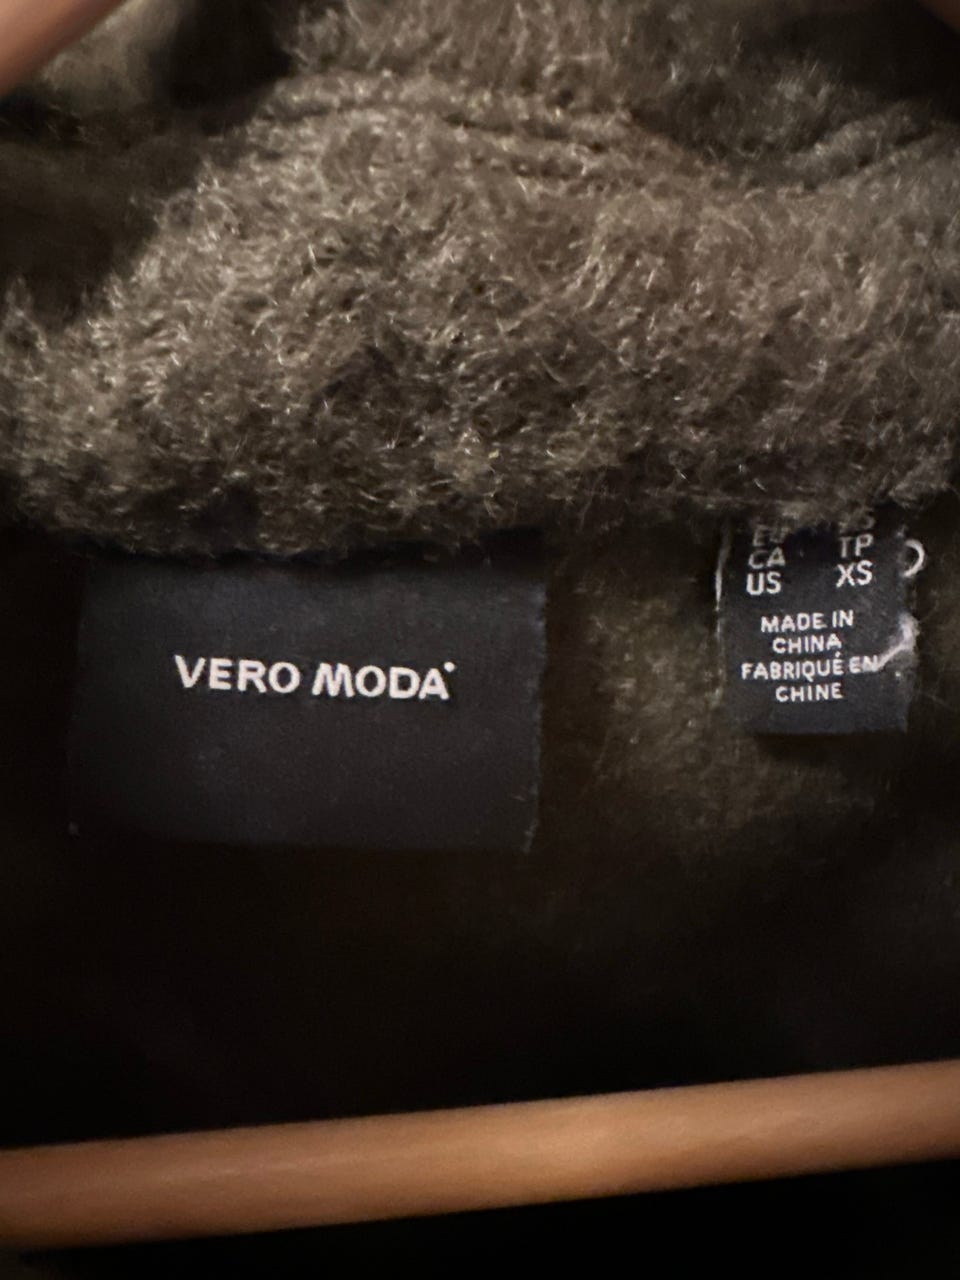 VERO MODA
CA TP
US XS
MADE IN
CHINA
FABRIQUÉ EN
CHINE